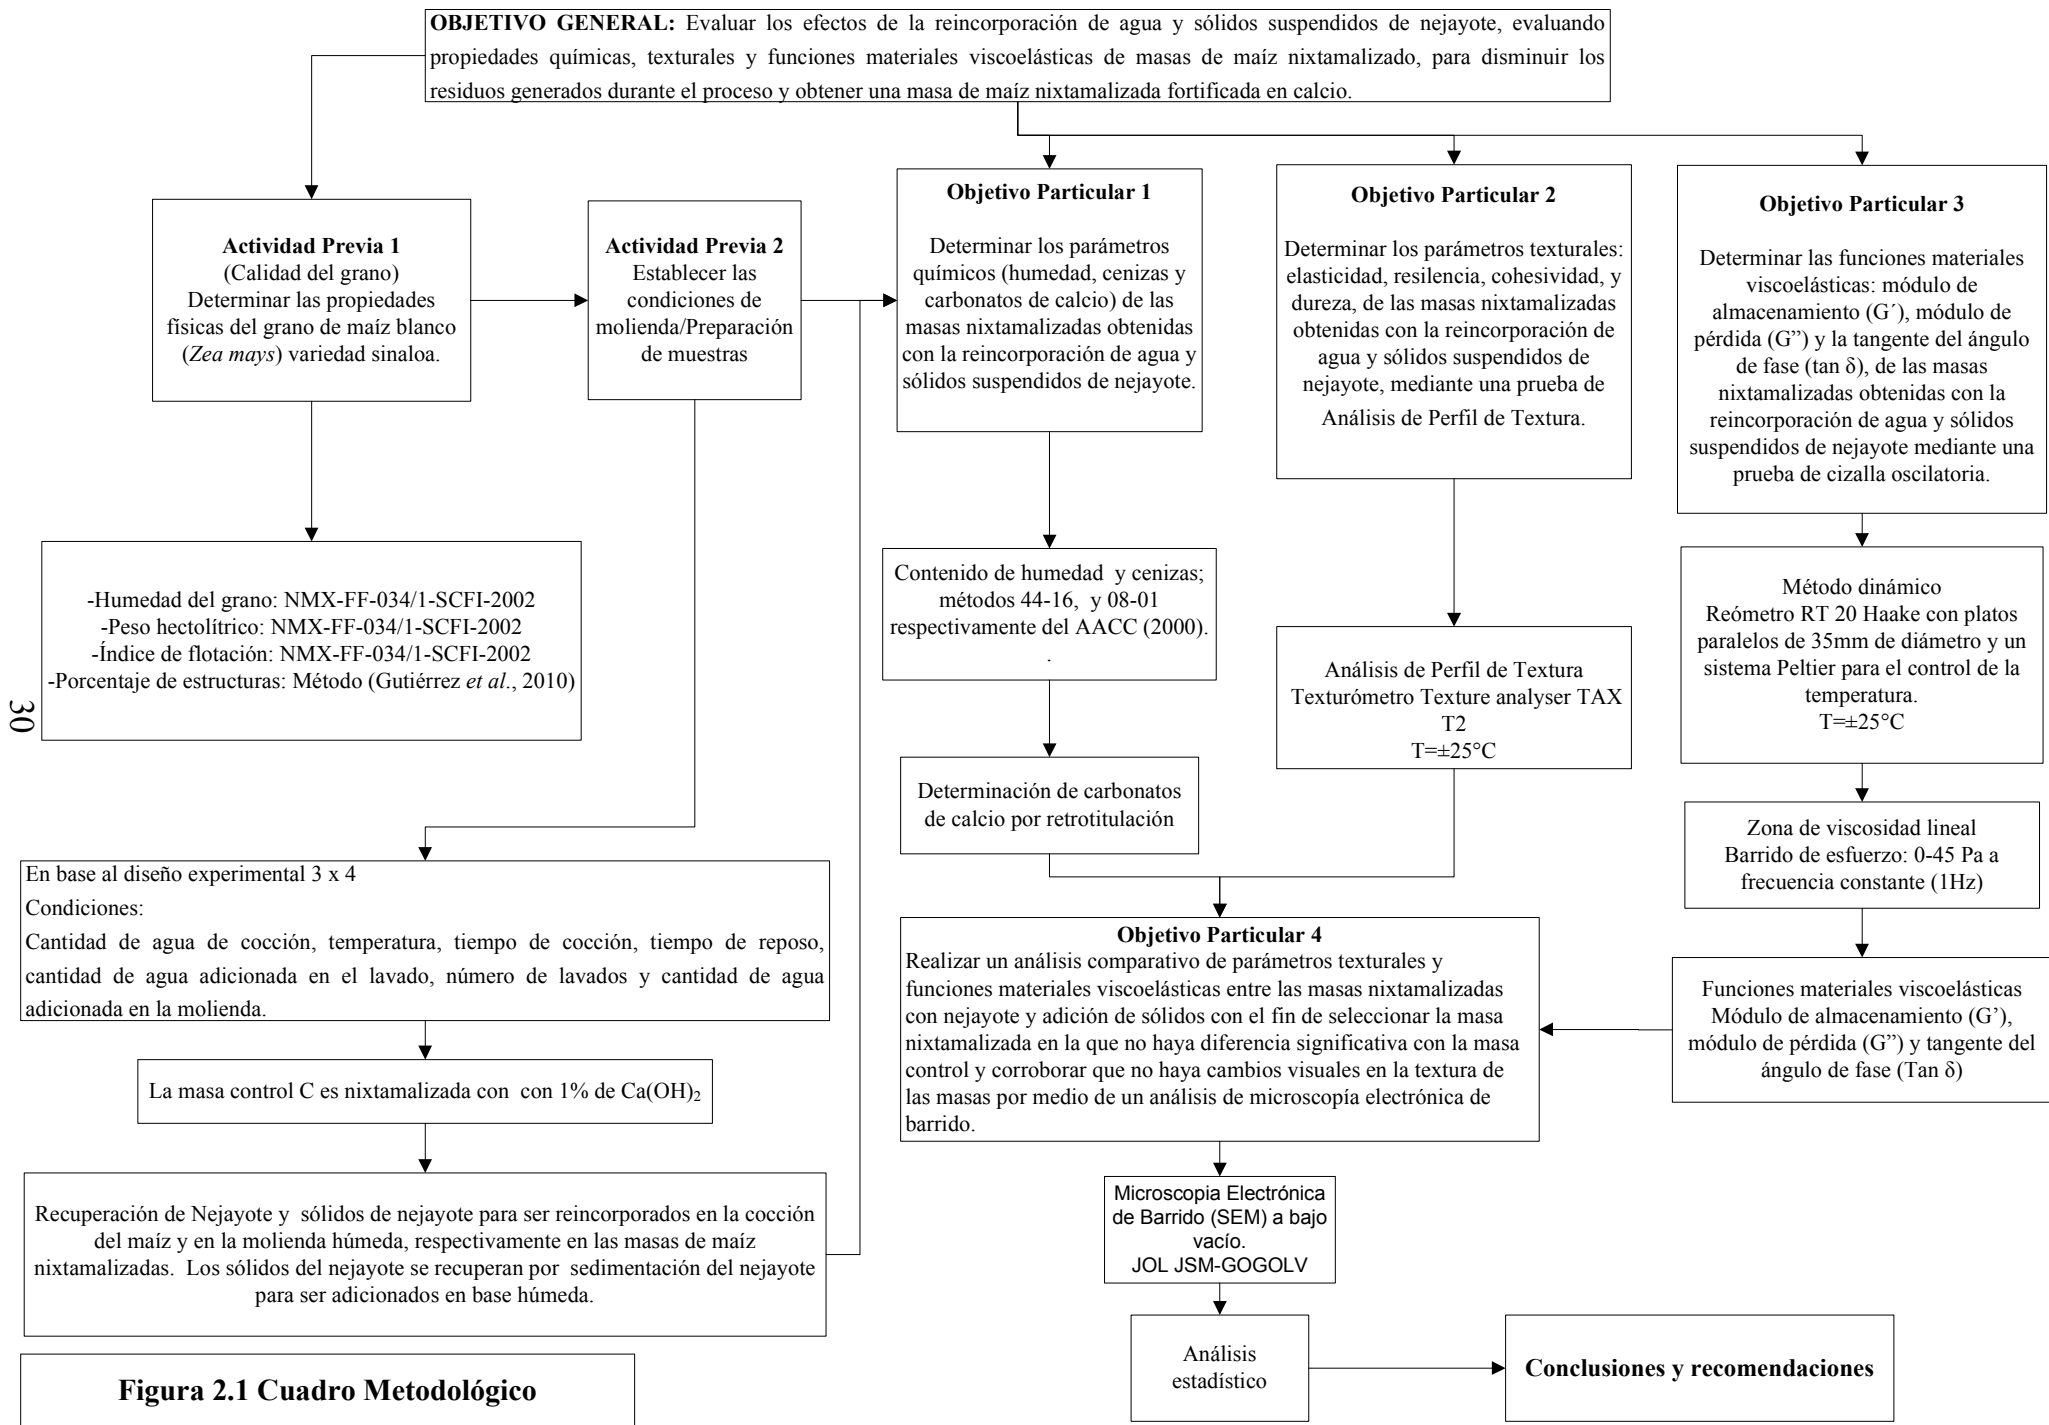 OBJETIVO GENERAL: Evaluar los efectos de la reincorporación de agua y sólidos suspendidos de nejayote, evaluando
propiedades químicas, texturales y funciones materiales viscoelásticas de masas de maíz nixtamalizado, para disminuir los
residuos generados durante el proceso y obtener una masa de maíz nixtamalizada fortificada en calcio.
Actividad Previa 1
(Calidad del grano)
Determinar las propiedades
físicas del grano de maíz blanco
(Zea mays) variedad sinaloa.
Actividad Previa 2
Establecer las
condiciones de
molienda/Preparación
de muestras
Objetivo Particular 1
Determinar los parámetros
químicos (humedad, cenizas y
carbonatos de calcio) de las
masas nixtamalizadas obtenidas
con la reincorporación de agua y
sólidos suspendidos de nejayote.
Objetivo Particular 2
Determinar los parámetros texturales:
elasticidad, resilencia, cohesividad, y
dureza, de las masas nixtamalizadas
obtenidas con la reincorporación de
agua y sólidos suspendidos de
nejayote, mediante una prueba de
Análisis de Perfil de Textura.
Objetivo Particular 3
Determinar las funciones materiales
viscoelásticas: módulo de
almacenamiento (G´), módulo de
pérdida (G”) y la tangente del ángulo
de fase (tan δ), de las masas
nixtamalizadas obtenidas con la
reincorporación de agua y sólidos
suspendidos de nejayote mediante una
prueba de cizalla oscilatoria.
-Humedad del grano: NMX-FF-034/1-SCFI-2002
-Peso hectolítrico: NMX-FF-034/1-SCFI-2002
-Índice de flotación: NMX-FF-034/1-SCFI-2002
-Porcentaje de estructuras: Método (Gutiérrez et al., 2010)
30
Contenido de humedad y cenizas;
métodos 44-16, y 08-01
respectivamente del AACC (2000).
.
Análisis de Perfil de Textura
Texturómetro Texture analyser TAX
T2
T=±25°C
Método dinámico
Reómetro RT 20 Haake con platos
paralelos de 35mm de diámetro y un
sistema Peltier para el control de la
temperatura.
T=±25°C
Determinación de carbonatos
de calcio por retrotitulación
Zona de viscosidad lineal
Barrido de esfuerzo: 0-45 Pa a
frecuencia constante (1Hz)
En base al diseño experimental 3 x 4
Condiciones:
Cantidad de agua de cocción, temperatura, tiempo de cocción, tiempo de reposo,
cantidad de agua adicionada en el lavado, número de lavados y cantidad de agua
adicionada en la molienda.
Objetivo Particular 4
Realizar un análisis comparativo de parámetros texturales y
funciones materiales viscoelásticas entre las masas nixtamalizadas
con nejayote y adición de sólidos con el fin de seleccionar la masa
nixtamalizada en la que no haya diferencia significativa con la masa
control y corroborar que no haya cambios visuales en la textura de
las masas por medio de un análisis de microscopía electrónica de
barrido.
Funciones materiales viscoelásticas
Módulo de almacenamiento (G’),
módulo de pérdida (G”) y tangente del
ángulo de fase (Tan δ)
La masa control C es nixtamalizada con con 1% de Ca(OH)₂
Recuperación de Nejayote y sólidos de nejayote para ser reincorporados en la cocción
del maíz y en la molienda húmeda, respectivamente en las masas de maíz
nixtamalizadas. Los sólidos del nejayote se recuperan por sedimentación del nejayote
para ser adicionados en base húmeda.
Microscopia Electrónica
de Barrido (SEM) a bajo
vacío.
JOL JSM-GOGOLV
Análisis
estadístico
Conclusiones y recomendaciones
Figura 2.1 Cuadro Metodológico